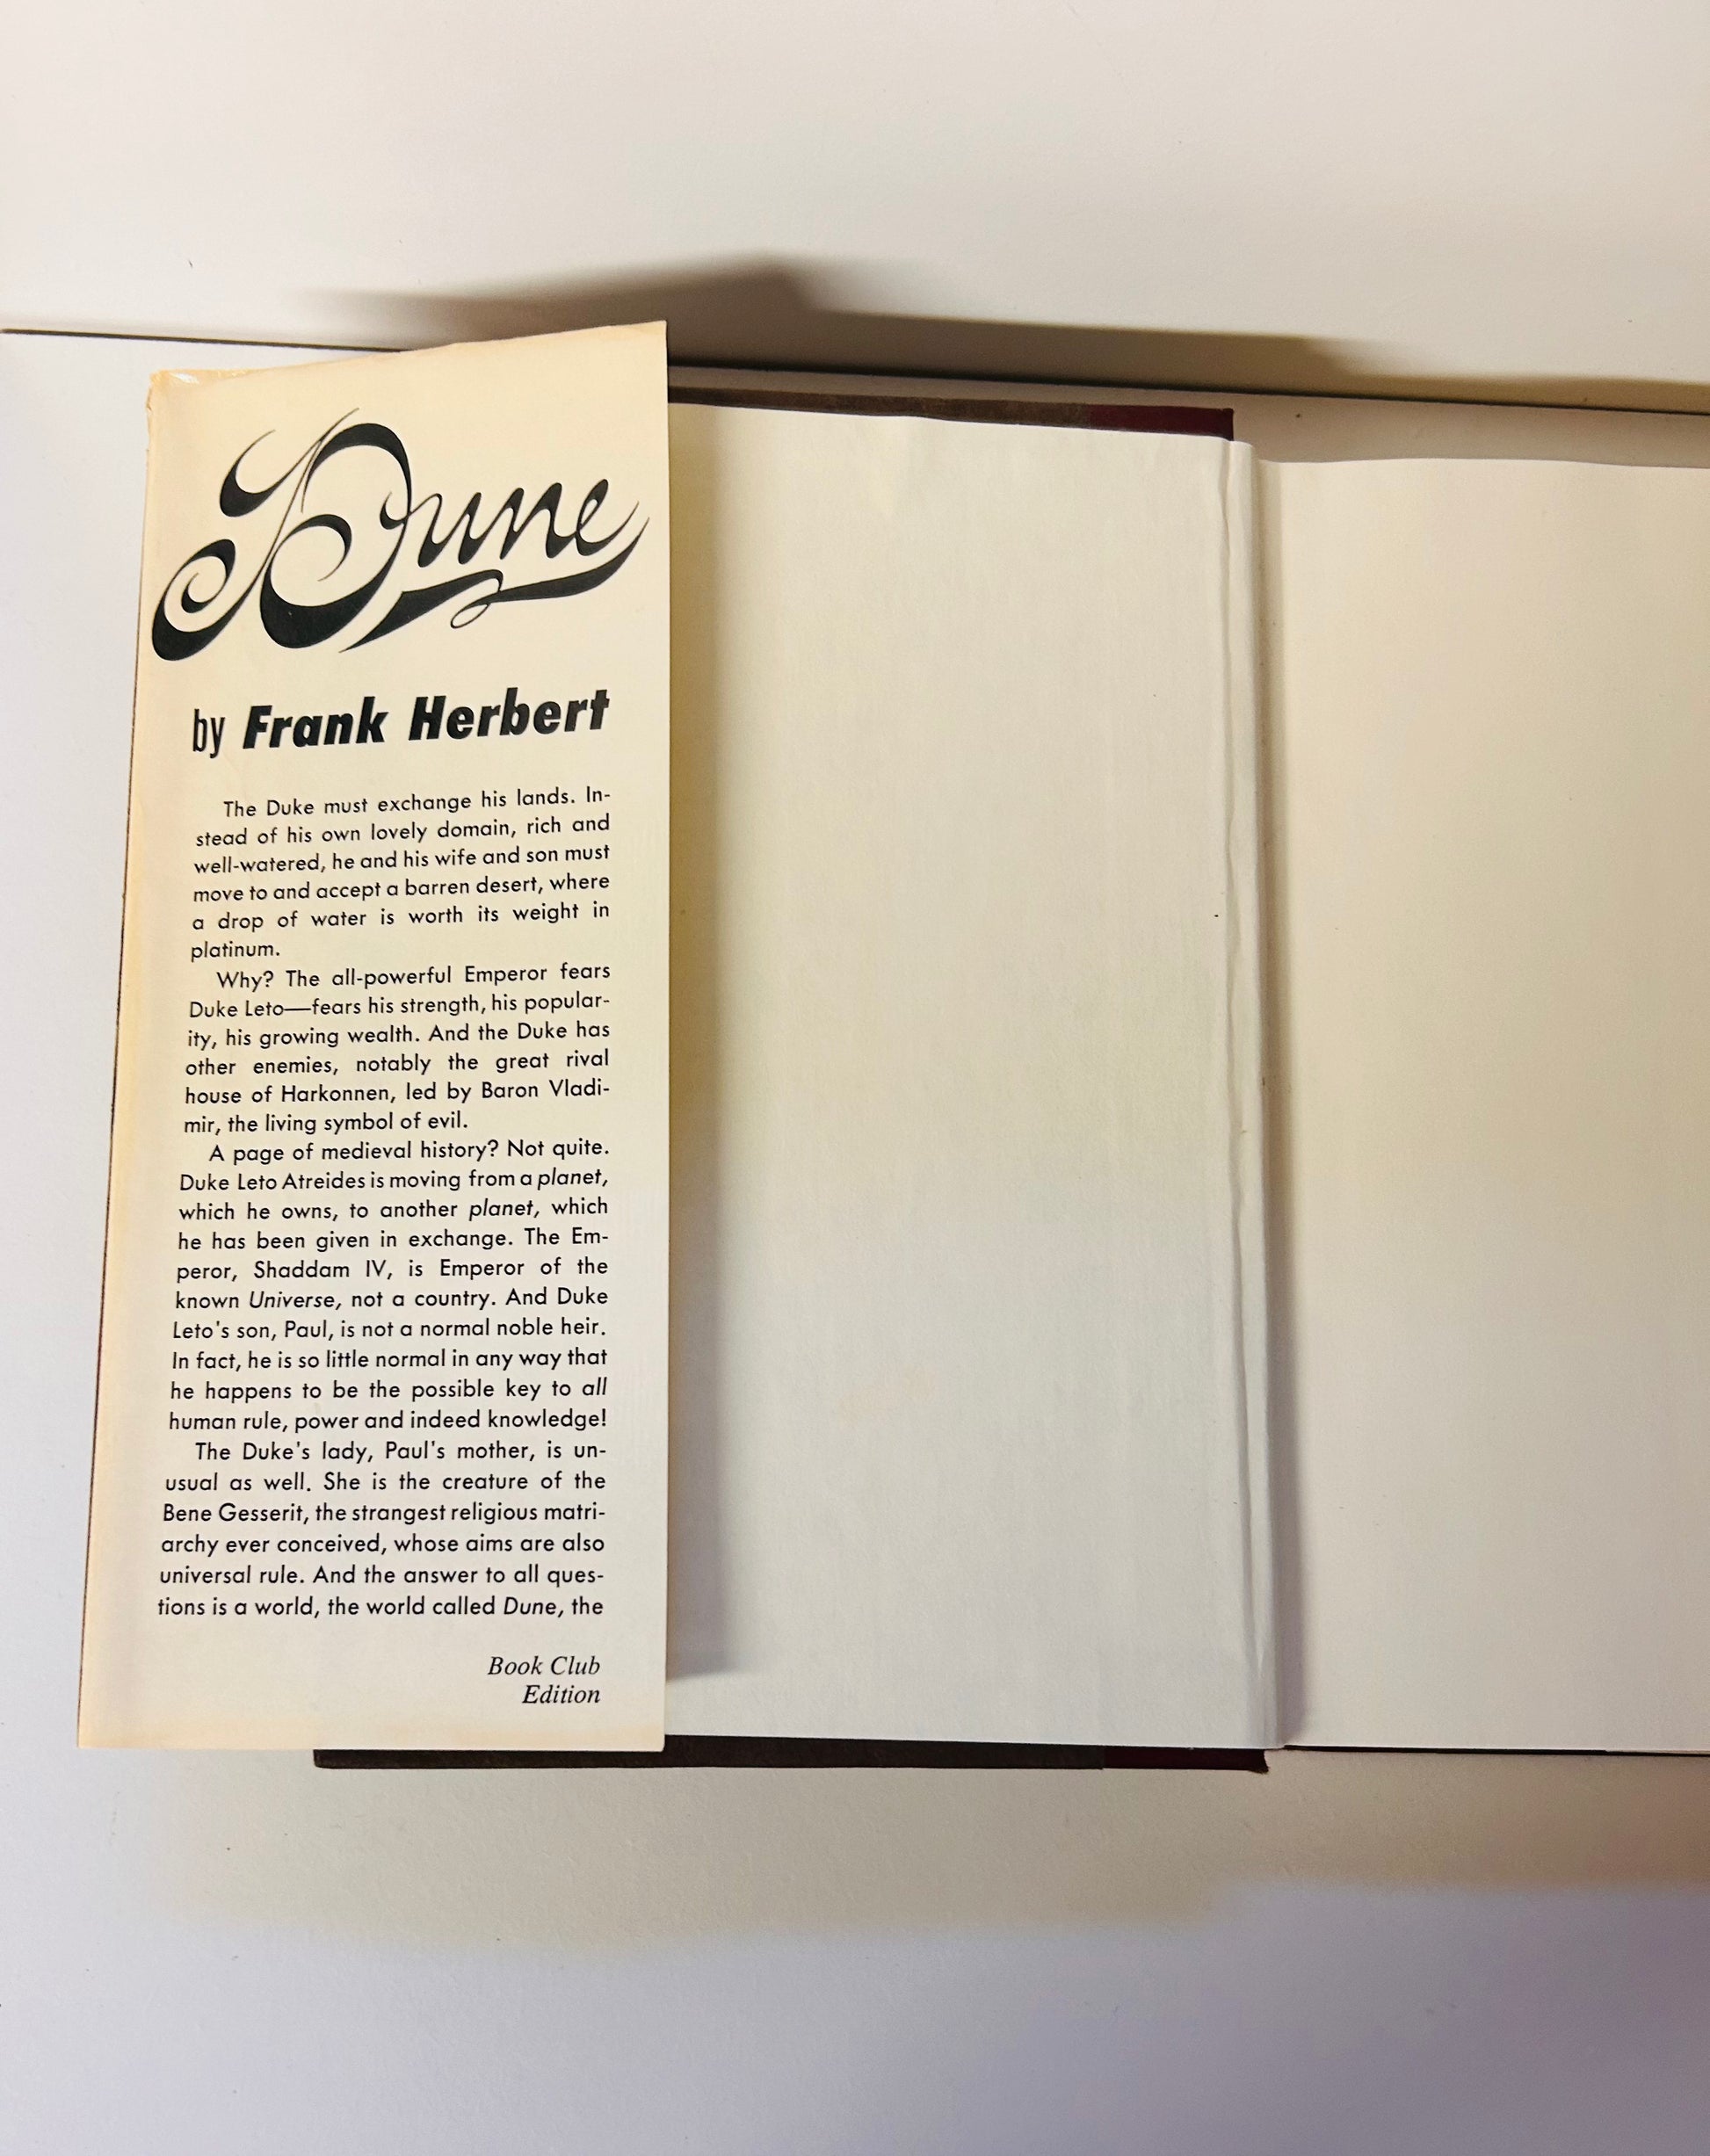 Dune
by Frank Herbert
The Duke must exchange his lands. In-
stead of his own lovely domain, rich and
well-watered, he and his wife and son must
move to and accept a barren desert, where
a drop of water is worth its weight in
platinum.
Why? The all-powerful Emperor fears
Duke Leto—fears his strength, his popular-
ity, his growing wealth. And the Duke has
other enemies, notably the great rival
house of Harkonnen, led by Baron Vladi-
mir, the living symbol of evil.
A page of medieval history? Not quite.
Duke Leto Atreides is moving from a planet,
which he owns, to another planet, which
he has been given in exchange. The Em-
peror, Shaddam IV, is Emperor of the
known Universe, not a country. And Duke
Leto's son, Paul, is not a normal noble heir.
In fact, he is so little normal in any way that
he happens to be the possible key to all
human rule, power and indeed knowledge!
The Duke's lady, Paul's mother, is un-
usual as well. She is the creature of the
Bene Gesserit, the strangest religious matri-
archy ever conceived, whose aims are also
universal rule. And the answer to all ques-
tions is a world, the world called Dune, the
Book Club
Edition